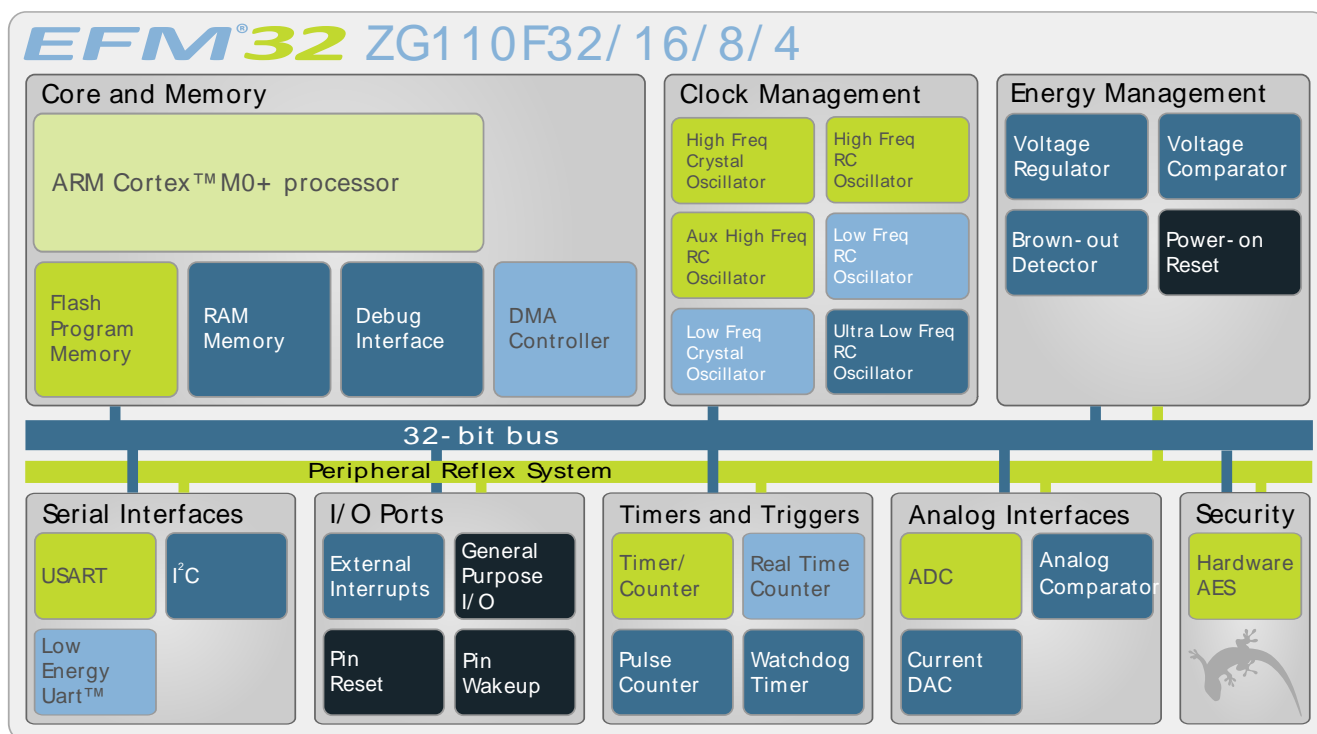 EFM®32 ZG110F32/16/8/4
Core and Memory
ARM Cortex™ M0+ processor
Flash
Program
Memory
RAM
Memory
Debug
Interface
DMA
Controller
Clock Management
High Freq
Crystal
Oscillator
High Freq
RC
Oscillator
Aux High Freq
RC
Oscillator
Low Freq
RC
Oscillator
Low Freq
Crystal
Oscillator
Ultra Low Freq
RC
Oscillator
Energy Management
Voltage
Regulator
Voltage
Comparator
Brown-out
Detector
Power-on
Reset
32-bit bus
Peripheral Reflex System
Serial Interfaces
USART
I²C
Low
Energy
Uart™
I/O Ports
External
Interrupts
General
Purpose
I/O
Pin
Reset
Pin
Wakeup
Timers and Triggers
Timer/
Counter
Real Time
Counter
Pulse
Counter
Watchdog
Timer
Analog Interfaces
ADC
Analog
Comparator
Current
DAC
Security
Hardware
AES